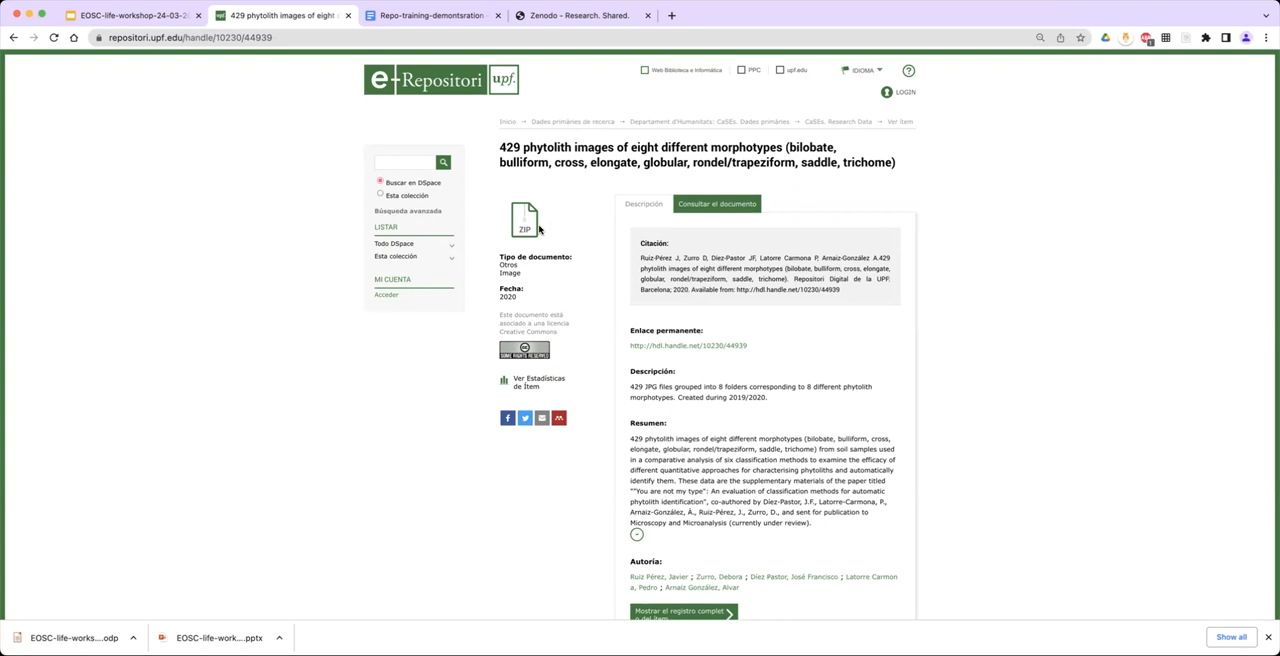 EOSC-life-workshop-24-03-20
429 phytolith images of eight
Repo-training-demontsration
Zenodo - Research. Shared.
repositori.upf.edu/handle/10230/44939
e-Repositori upf.
Web Biblioteca e Informàtica
PPC
upf.edu
IDIOMA
?
LOGIN
Inicio → Dades primàries de recerca → Departament d'Humanitats: CaSEs. Dades primàries → CaSEs. Research Data → Ver ítem
429 phytolith images of eight different morphotypes (bilobate,
bulliform, cross, elongate, globular, rondel/trapeziform, saddle, trichome)
Buscar en DSpace
Esta colección
Búsqueda avanzada
LISTAR
Todo DSpace
Esta colección
MI CUENTA
Acceder
ZIP
Tipo de documento:
Otros
Image
Fecha:
2020
Este documento está
asociado a una licencia
Creative Commons
cc
SOME RIGHTS RESERVED
Ver Estadísticas
de Ítem
Descripción
Consultar el documento
Citación:
Ruiz-Pérez J, Zurro D, Díez-Pastor JF, Latorre Carmona P, Arnaiz-González A.429
phytolith images of eight different morphotypes (bilobate, bulliform, cross, elongate,
globular, rondel/trapeziform, saddle, trichome). Repositori Digital de la UPF.
Barcelona; 2020. Available from: http://hdl.handle.net/10230/44939
Enlace permanente:
http://hdl.handle.net/10230/44939
Descripción:
429 JPG files grouped into 8 folders corresponding to 8 different phytolith
morphotypes. Created during 2019/2020.
Resumen:
429 phytolith images of eight different morphotypes (bilobate, bulliform, cross,
elongate, globular, rondel/trapeziform, saddle, trichome) from soil samples used
in a comparative analysis of six classification methods to examine the efficacy of
different quantitative approaches for characterising phytoliths and automatically
identify them. These data are the supplementary materials of the paper titled
""You are not my type": An evaluation of classification methods for automatic
phytolith identification", co-authored by Díez-Pastor, J.F., Latorre-Carmona, P.,
Arnaiz-González, Á., Ruiz-Pérez, J., Zurro, D., and sent for publication to
Microscopy and Microanalysis (currently under review).
Autoría:
Ruiz Pérez, Javier ; Zurro, Debora ; Díez Pastor, José Francisco ; Latorre Carmon
a, Pedro ; Arnaiz González, Alvar
Mostrar el registro complet
o del ítem
EOSC-life-works....odp
EOSC-life-work....pptx
Show all